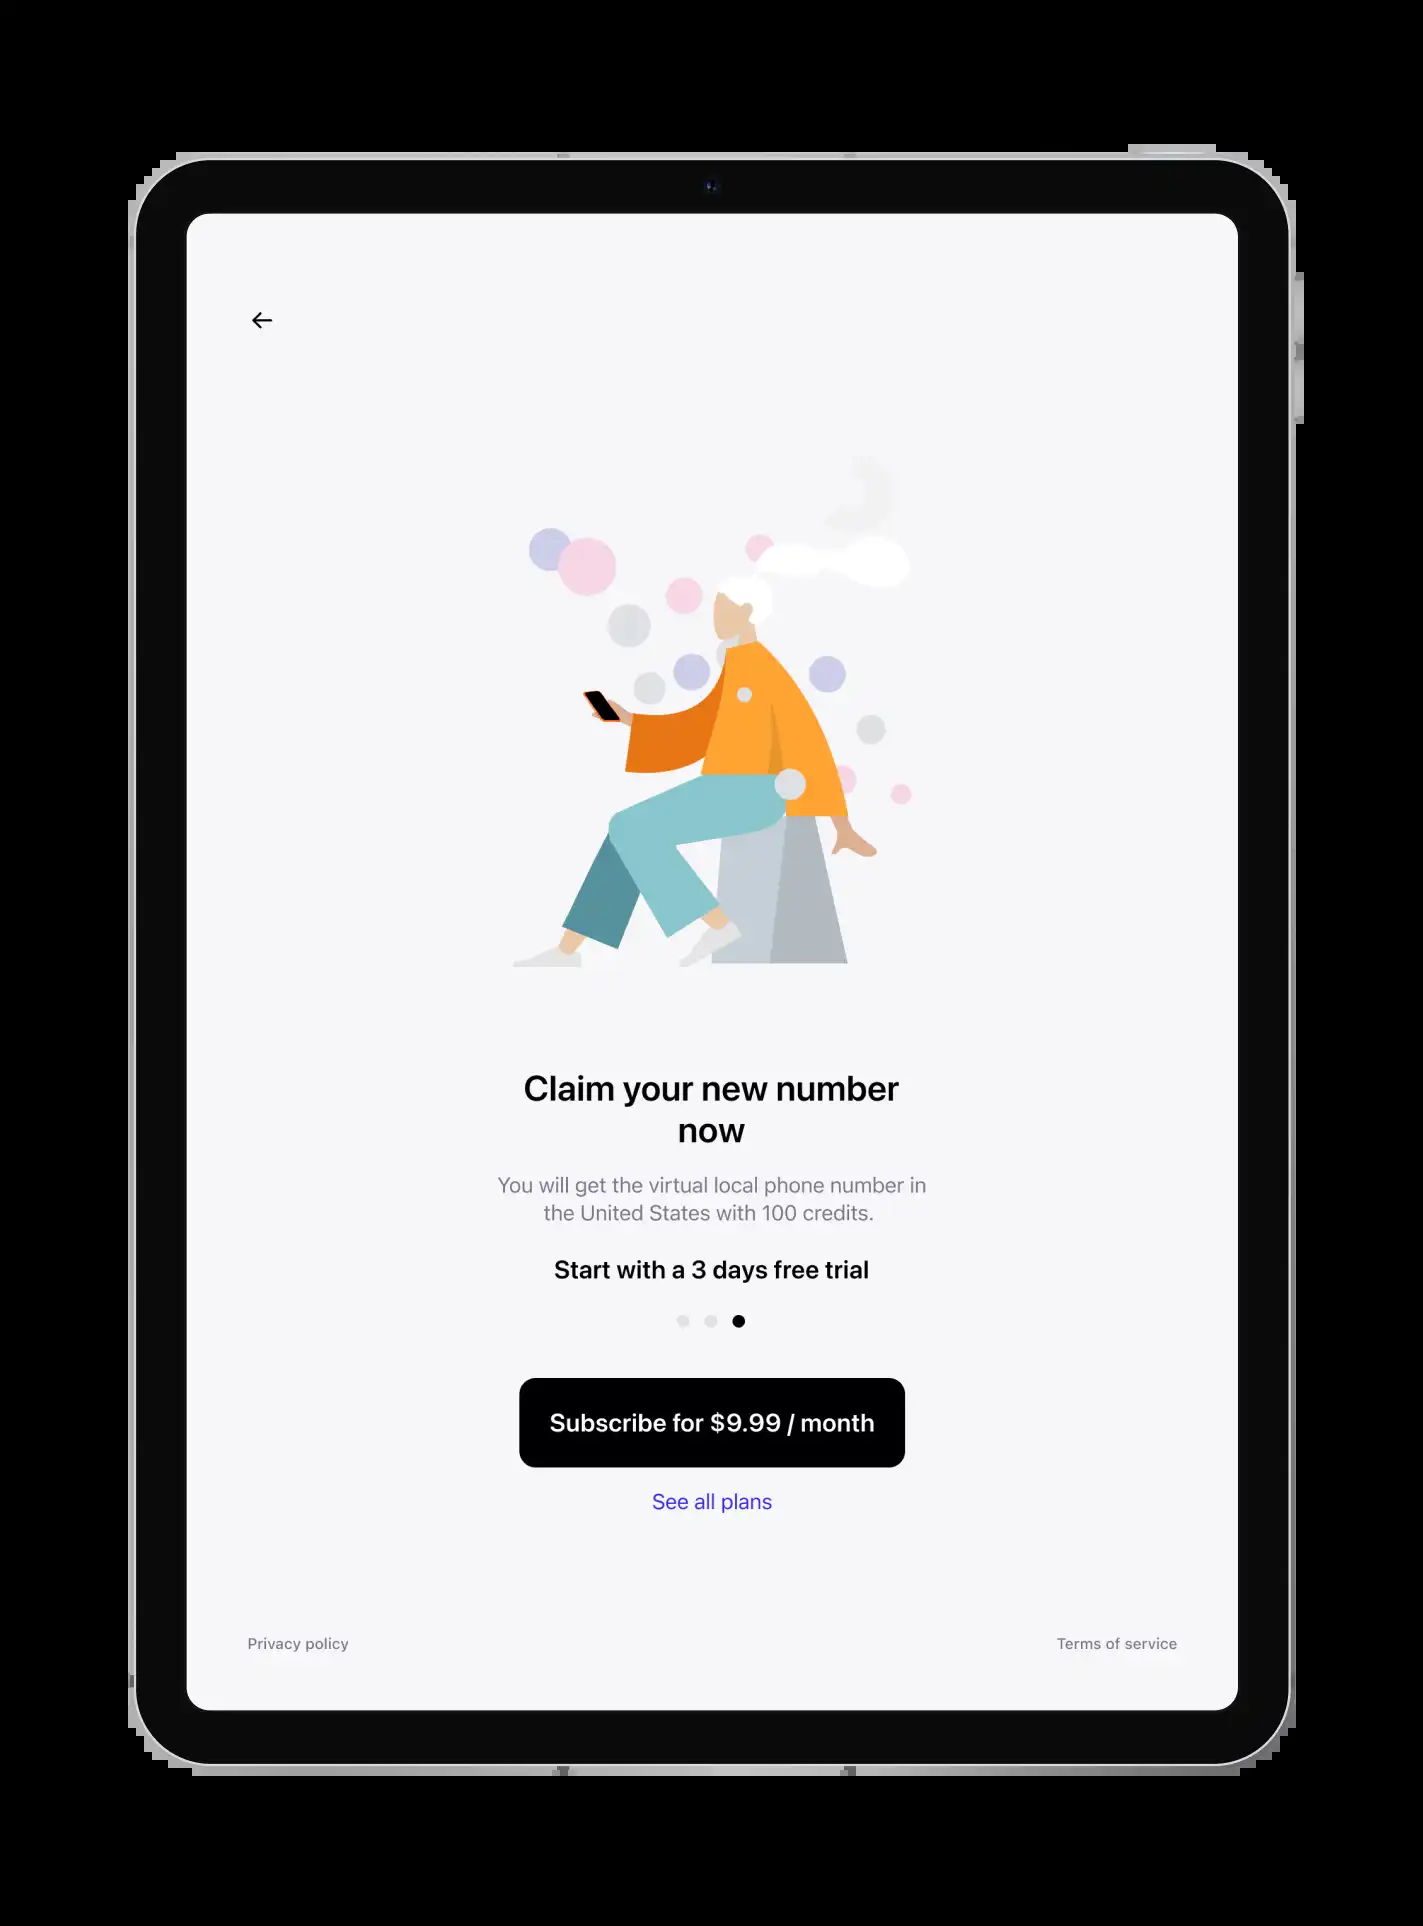 Claim your new number
now
You will get the virtual local phone number in
the United States with 100 credits.
Start with a 3 days free trial
Subscribe for $9.99 / month
See all plans
Privacy policy
Terms of service